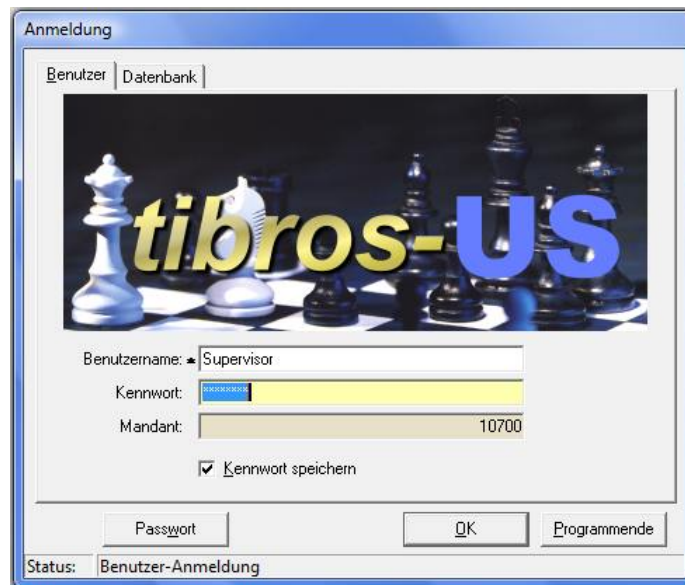 Anmeldung
Benutzer Datenbank
tibros-US
Benutzername: Supervisor
Kennwort: ********
Mandant: 10700
Kennwort speichern
Passwort OK Programmende
Status: Benutzer-Anmeldung